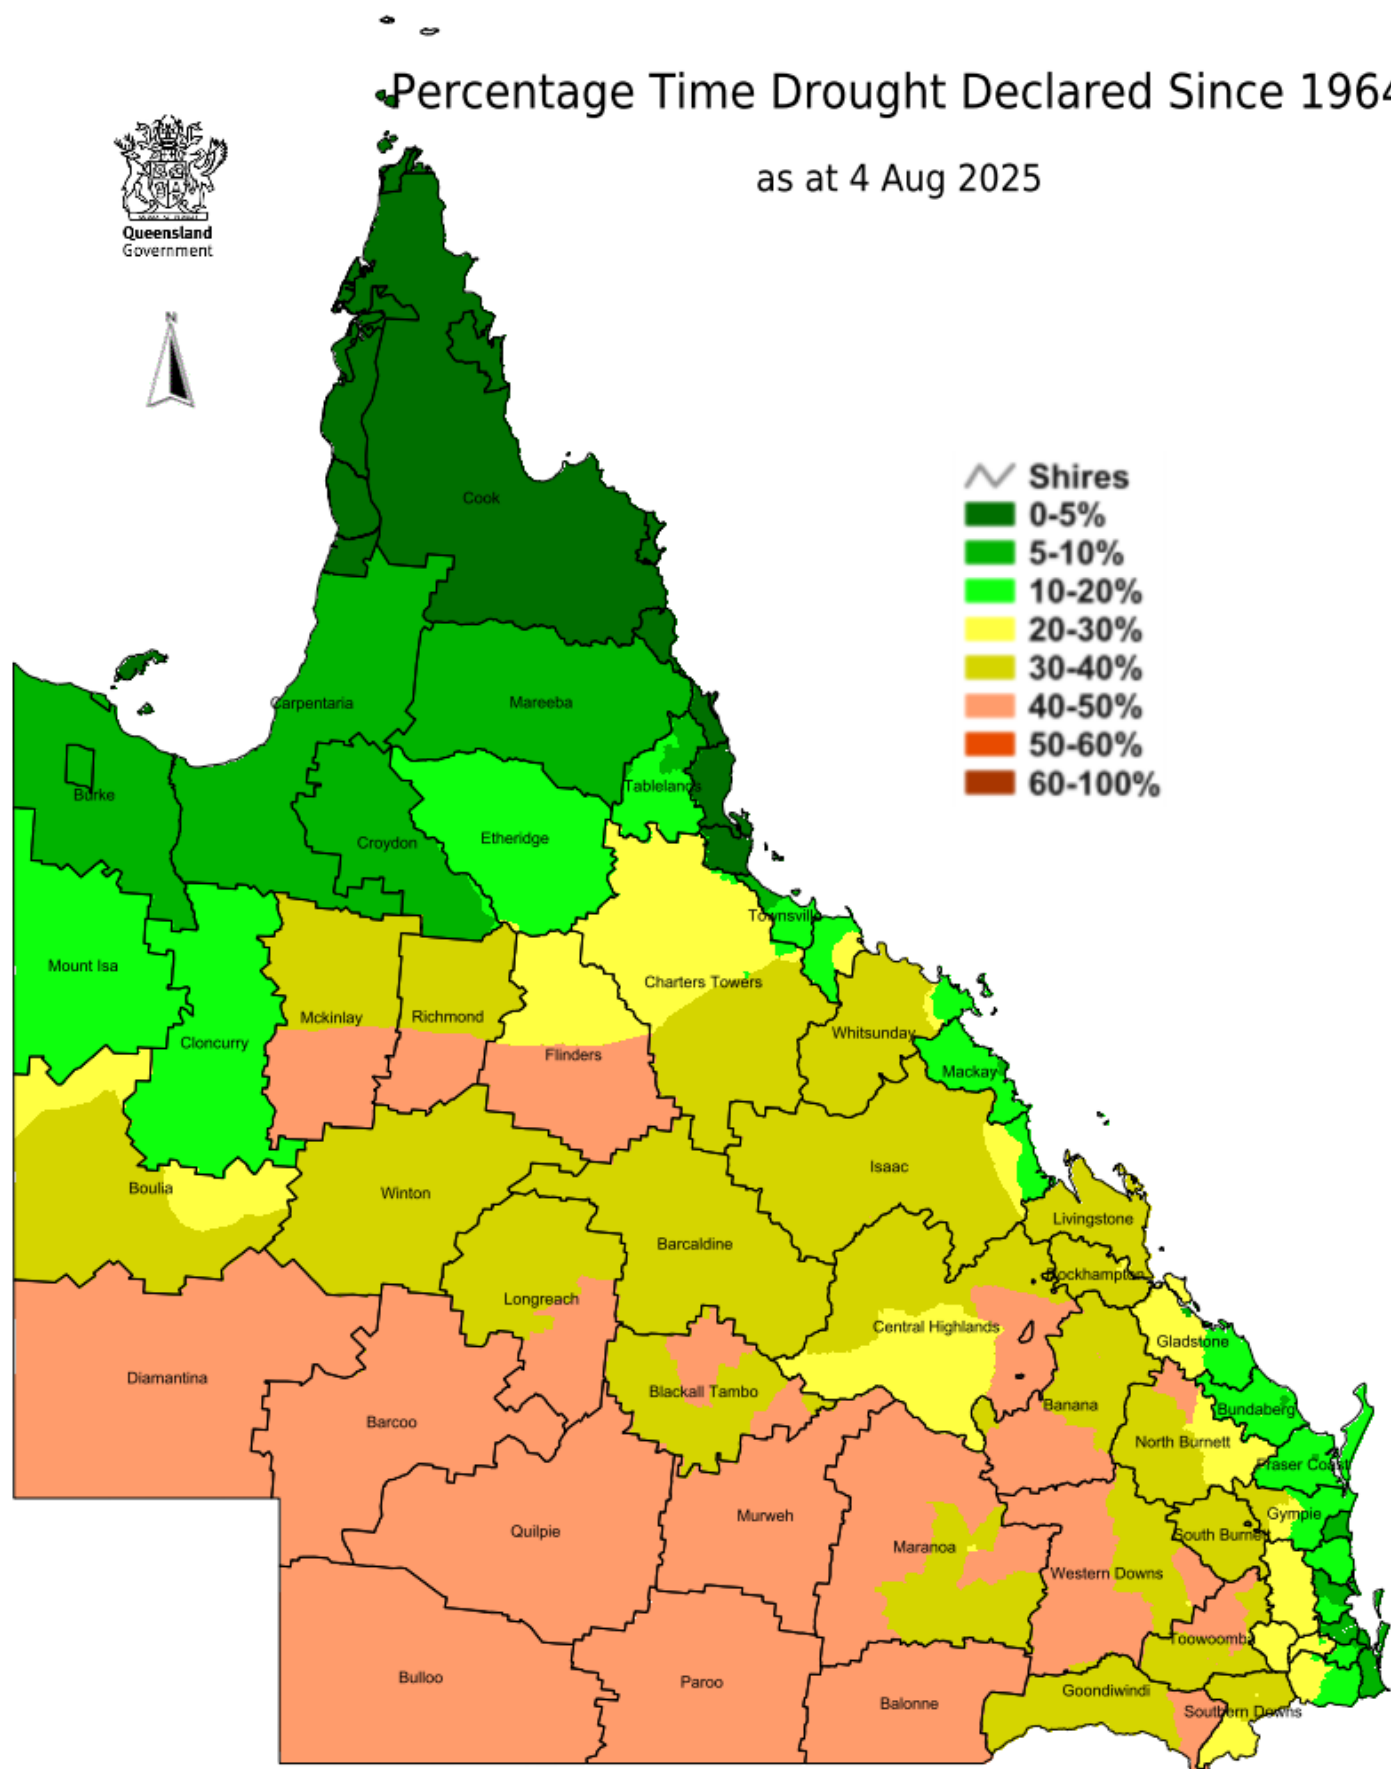 Percentage Time Drought Declared Since 1964
as at 4 Aug 2025
Queensland
Government
N
Shires
0-5%
5-10%
10-20%
20-30%
30-40%
40-50%
50-60%
60-100%
Cook
Carpentaria
Mareeba
Burke
Tablelands
Croydon
Etheridge
Townsville
Mount Isa
Charters Towers
Mckinlay
Richmond
Whitsunday
Cloncurry
Flinders
Mackay
Isaac
Boulia
Winton
Livingstone
Barcaldine
Rockhampton
Longreach
Central Highlands
Gladstone
Diamantina
Blackall Tambo
Banana
Bundaberg
Barcoo
North Burnett
Fraser Coast
Quilpie
Murweh
Gympie
South Burnett
Maranoa
Western Downs
Toowoomba
Bulloo
Paroo
Goondiwindi
Balonne
Southern Downs